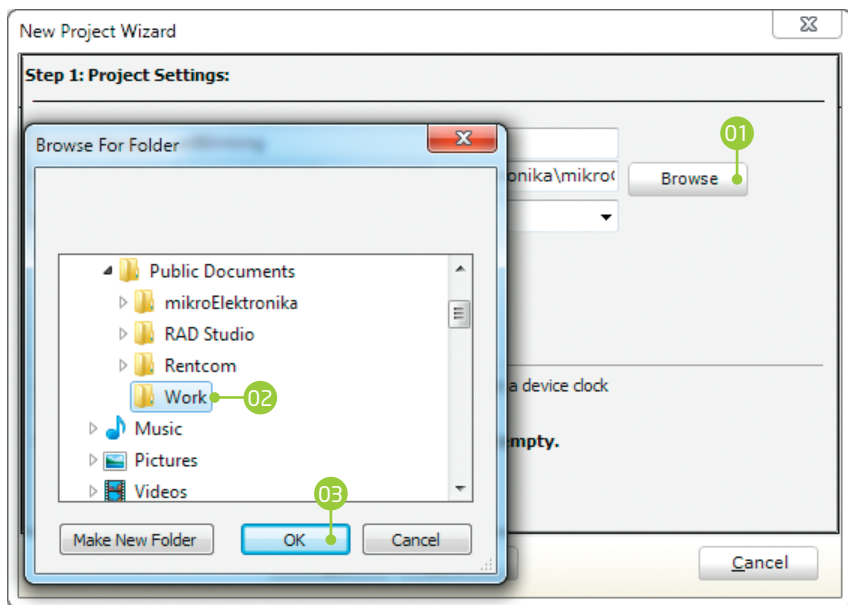 New Project Wizard
Step 1: Project Settings:
Browse For Folder
01
onika\mikro
Browse
Public Documents
mikroElektronika
RAD Studio
Rentcom
Work
02
a device clock
Music
mpty.
Pictures
Videos
03
Make New Folder
OK
Cancel
Cancel